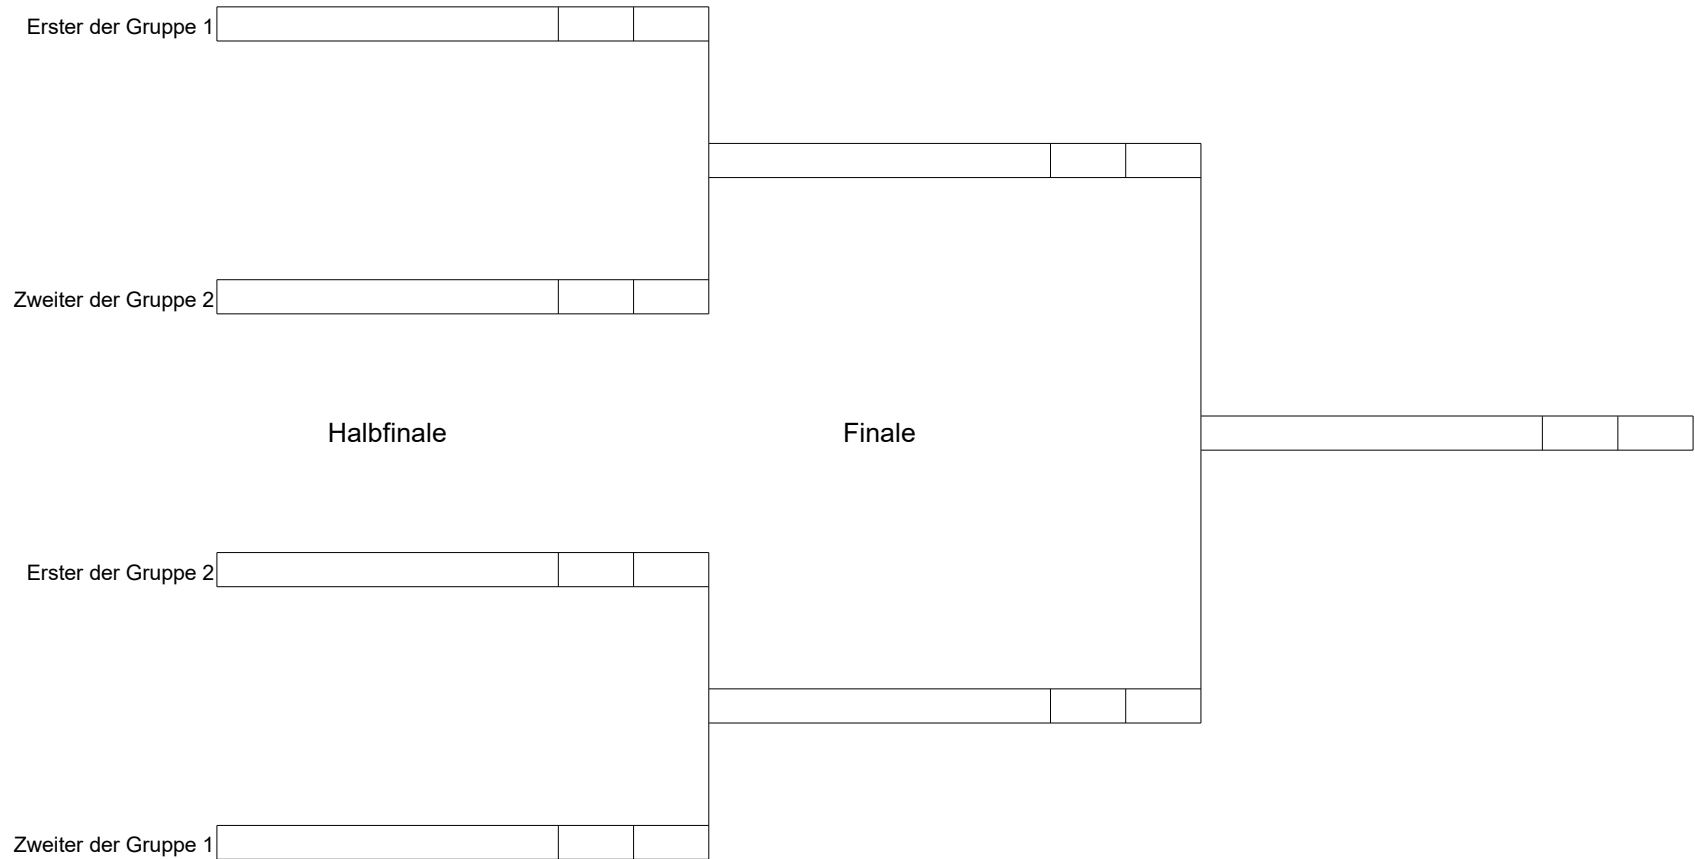 Erster der Gruppe 1
Zweiter der Gruppe 2
Halbfinale
Finale
Erster der Gruppe 2
Zweiter der Gruppe 1